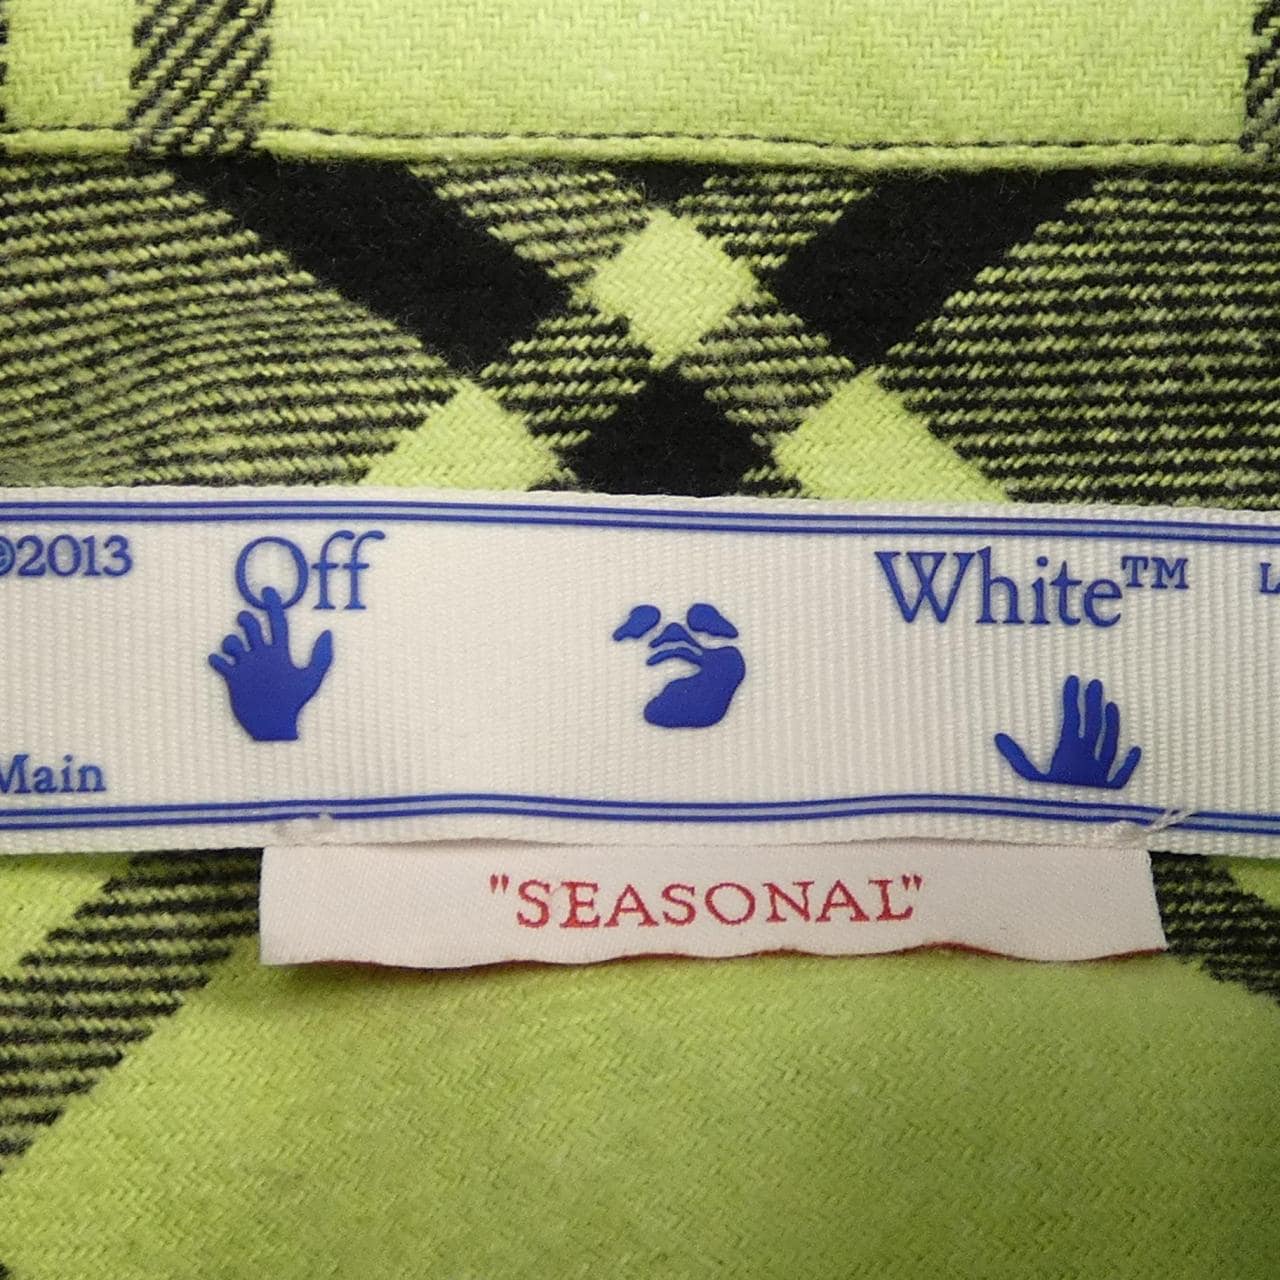 ©2013 Off White™
Main
"SEASONAL"